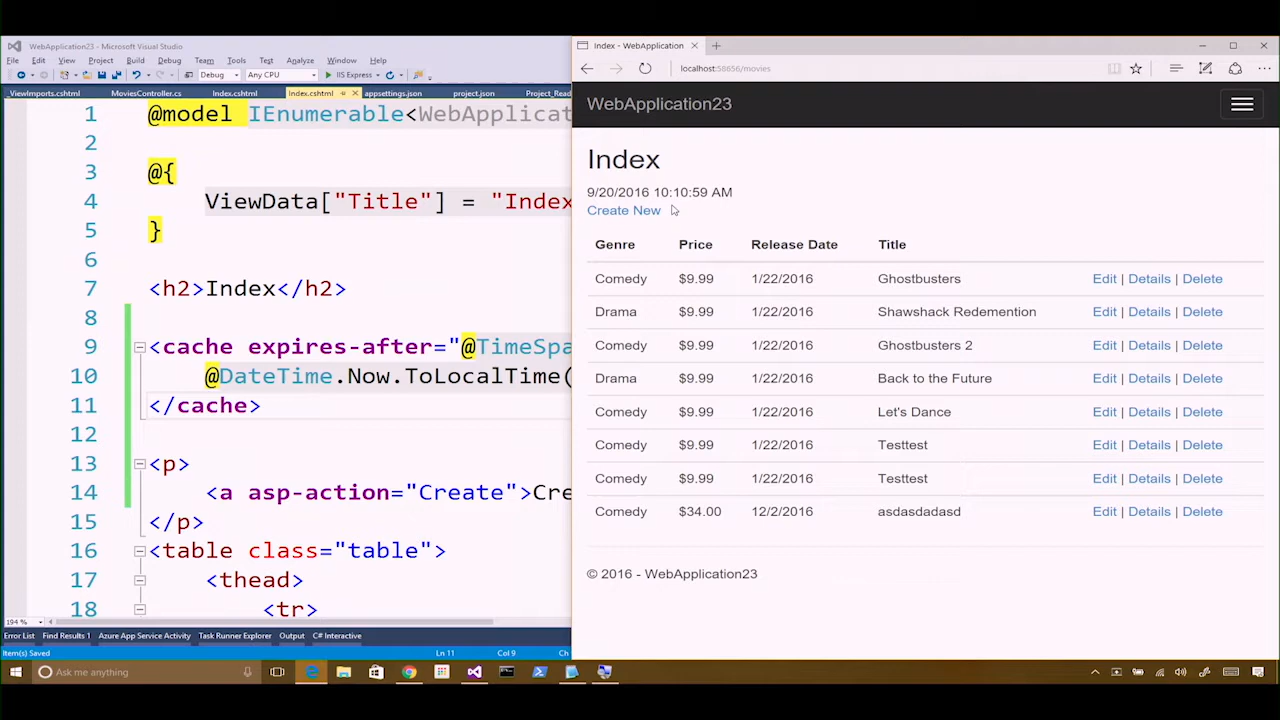 WebApplication23 - Microsoft Visual Studio
File Edit View Project Build Debug Team Tools Test Analyze Window Help
Debug Any CPU IIS Express
_ViewImports.cshtml MoviesController.cs Index.cshtml Index.cshtml appsettings.json project.json Project_Read
1 @model IEnumerable<WebApplicat
2
3 @{
4 ViewData["Title"] = "Index
5 }
6
7 <h2>Index</h2>
8
9 <cache expires-after="@TimeSpa
10 @DateTime.Now.ToLocalTime(
11 </cache>
12
13 <p>
14 <a asp-action="Create">Cre
15 </p>
16 <table class="table">
17 <thead>
18 <tr>
194 %
Error List Find Results 1 Azure App Service Activity Task Runner Explorer Output C# Interactive
Item(s) Saved Ln 11 Col 9 Ch
Ask me anything
Index - WebApplication
localhost:58656/movies
WebApplication23
Index
9/20/2016 10:10:59 AM
Create New
Genre Price Release Date Title
Comedy $9.99 1/22/2016 Ghostbusters Edit | Details | Delete
Drama $9.99 1/22/2016 Shawshack Redemention Edit | Details | Delete
Comedy $9.99 1/22/2016 Ghostbusters 2 Edit | Details | Delete
Drama $9.99 1/22/2016 Back to the Future Edit | Details | Delete
Comedy $9.99 1/22/2016 Let's Dance Edit | Details | Delete
Comedy $9.99 1/22/2016 Testtest Edit | Details | Delete
Comedy $9.99 1/22/2016 Testtest Edit | Details | Delete
Comedy $34.00 12/2/2016 asdasdadasd Edit | Details | Delete
© 2016 - WebApplication23